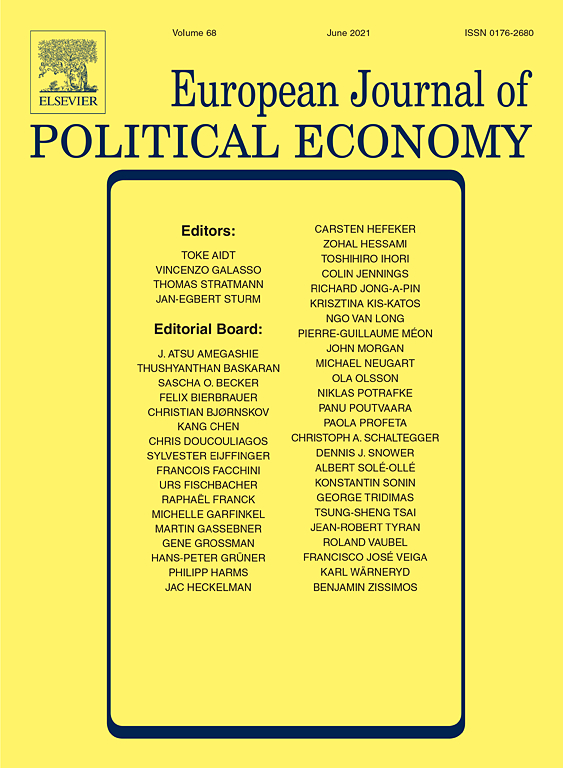 Volume 68 June 2021 ISSN 0176-2680
ELSEVIER
European Journal of
POLITICAL ECONOMY
Editors:
TOKE AIDT
VINCENZO GALASSO
THOMAS STRATMANN
JAN-EGBERT STURM
Editorial Board:
J. ATSU AMEGASHIE
THUSHYANTHAN BASKARAN
SASCHA O. BECKER
FELIX BIERBRAUER
CHRISTIAN BJØRNSKOV
KANG CHEN
CHRIS DOUCOULIAGOS
SYLVESTER EIJFFINGER
FRANCOIS FACCHINI
URS FISCHBACHER
RAPHAËL FRANCK
MICHELLE GARFINKEL
MARTIN GASSEBNER
GENE GROSSMAN
HANS-PETER GRÜNER
PHILIPP HARMS
JAC HECKELMAN
CARSTEN HEFEKER
ZOHAL HESSAMI
TOSHIHIRO IHORI
COLIN JENNINGS
RICHARD JONG-A-PIN
KRISZTINA KIS-KATOS
NGO VAN LONG
PIERRE-GUILLAUME MÉON
JOHN MORGAN
MICHAEL NEUGART
OLA OLSSON
NIKLAS POTRAFKE
PANU POUTVAARA
PAOLA PROFETA
CHRISTOPH A. SCHALTEGGER
DENNIS J. SNOWER
ALBERT SOLÉ-OLLÉ
KONSTANTIN SONIN
GEORGE TRIDIMAS
TSUNG-SHENG TSAI
JEAN-ROBERT TYRAN
ROLAND VAUBEL
FRANCISCO JOSÉ VEIGA
KARL WÄRNERYD
BENJAMIN ZISSIMOS